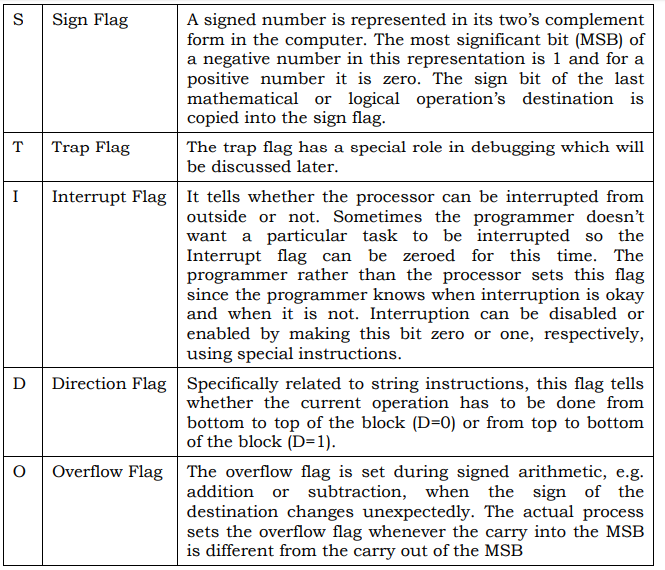 S Sign Flag A signed number is represented in its two’s complement
form in the computer. The most significant bit (MSB) of
a negative number in this representation is 1 and for a
positive number it is zero. The sign bit of the last
mathematical or logical operation’s destination is
copied into the sign flag.
T Trap Flag The trap flag has a special role in debugging which will
be discussed later.
I Interrupt Flag It tells whether the processor can be interrupted from
outside or not. Sometimes the programmer doesn’t
want a particular task to be interrupted so the
Interrupt flag can be zeroed for this time. The
programmer rather than the processor sets this flag
since the programmer knows when interruption is okay
and when it is not. Interruption can be disabled or
enabled by making this bit zero or one, respectively,
using special instructions.
D Direction Flag Specifically related to string instructions, this flag tells
whether the current operation has to be done from
bottom to top of the block (D=0) or from top to bottom
of the block (D=1).
O Overflow Flag The overflow flag is set during signed arithmetic, e.g.
addition or subtraction, when the sign of the
destination changes unexpectedly. The actual process
sets the overflow flag whenever the carry into the MSB
is different from the carry out of the MSB